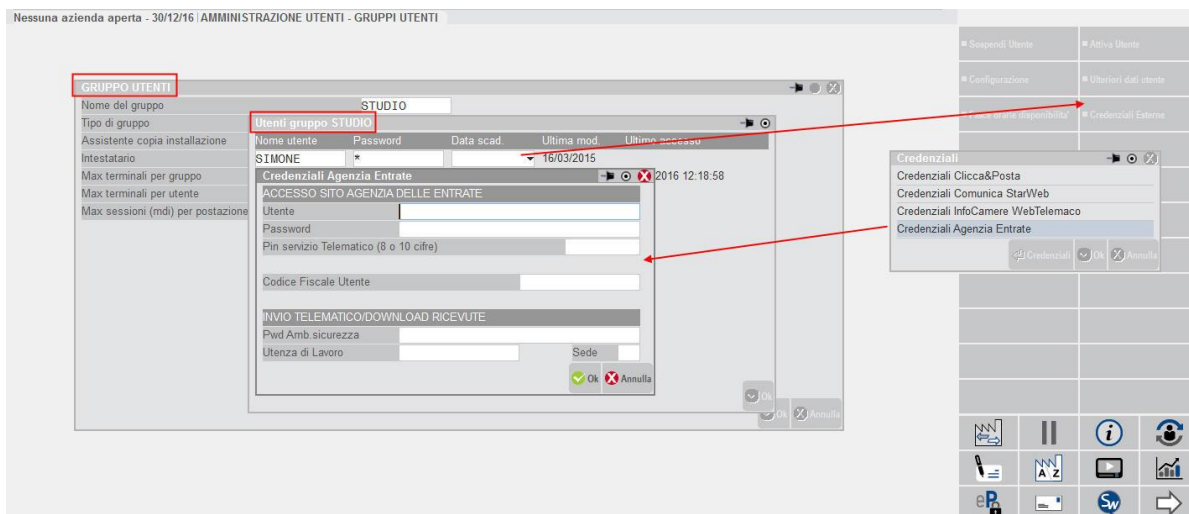 Nessuna azienda aperta - 30/12/16 | AMMINISTRAZIONE UTENTI - GRUPPI UTENTI
Sospendi Utente
Attiva Utente
Configurazione
Ulteriori dati utente
orarie disponibilita'
Credenziali Esterne
GRUPPO UTENTI
Nome del gruppo STUDIO
Tipo di gruppo
Assistente copia installazione
Intestatario
Max terminali per gruppo
Max terminali per utente
Max sessioni (mdi) per postazione
Utenti gruppo STUDIO
Nome utente Password Data scad. Ultima mod. Ultimo accesso
SIMONE * 16/03/2015
2016 12:18:58
Credenziali Agenzia Entrate
ACCESSO SITO AGENZIA DELLE ENTRATE
Utente
Password
Pin servizio Telematico (8 o 10 cifre)
Codice Fiscale Utente
INVIO TELEMATICO/DOWNLOAD RICEVUTE
Pwd Amb.sicurezza
Utenza di Lavoro Sede
Ok Annulla
Ok
Ok Annulla
Credenziali
Credenziali Clicca&Posta
Credenziali Comunica StarWeb
Credenziali InfoCamere WebTelemaco
Credenziali Agenzia Entrate
Credenziali Ok Annulla
i
A Z
eP
Sw